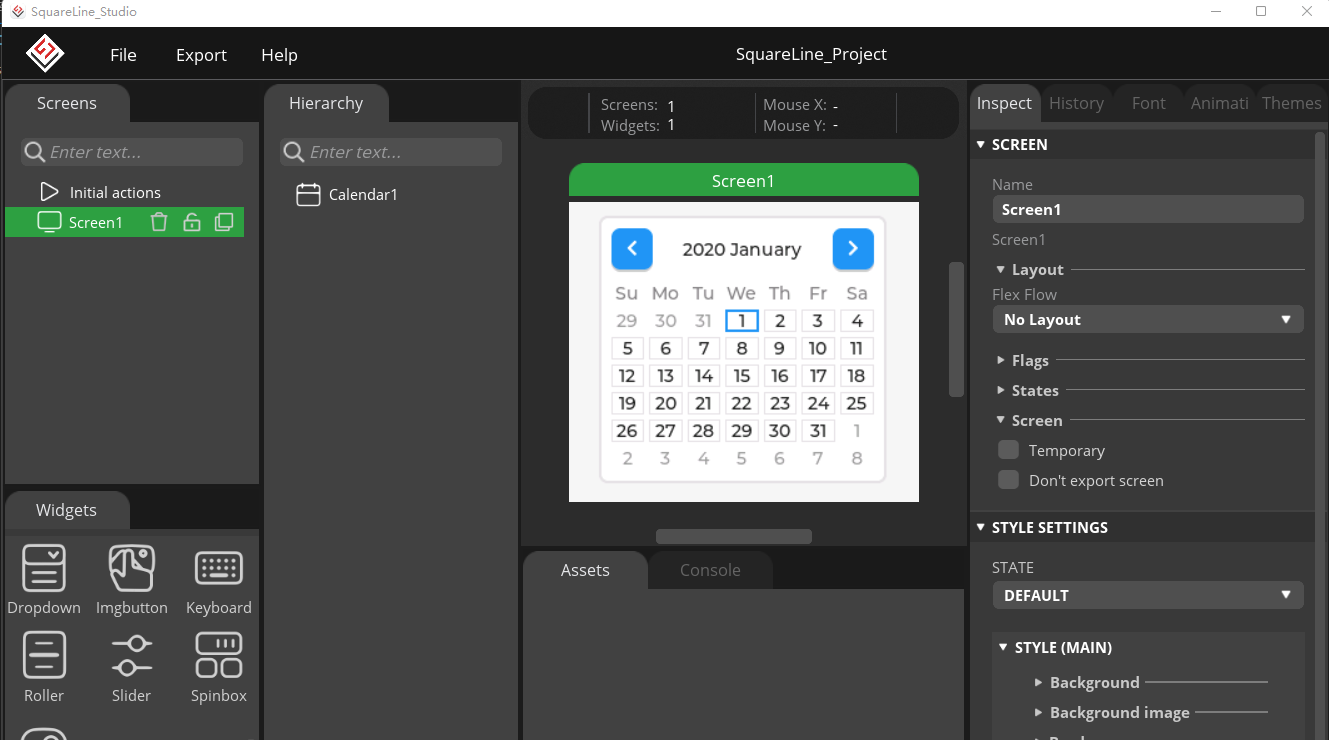 SquareLine_Studio
File Export Help
SquareLine_Project
Screens
Enter text...
Initial actions
Screen1
Hierarchy
Enter text...
Calendar1
Screens: 1
Widgets: 1
Mouse X: -
Mouse Y: -
Screen1
2020 January
Su Mo Tu We Th Fr Sa
29 30 31 1 2 3 4
5 6 7 8 9 10 11
12 13 14 15 16 17 18
19 20 21 22 23 24 25
26 27 28 29 30 31 1
2 3 4 5 6 7 8
Inspect History Font Animati Themes
SCREEN
Name
Screen1
Screen1
Layout
Flex Flow
No Layout
Flags
States
Screen
Temporary
Don't export screen
STYLE SETTINGS
STATE
DEFAULT
STYLE (MAIN)
Background
Background image
Widgets
Dropdown Imgbutton Keyboard
Roller Slider Spinbox
Assets Console